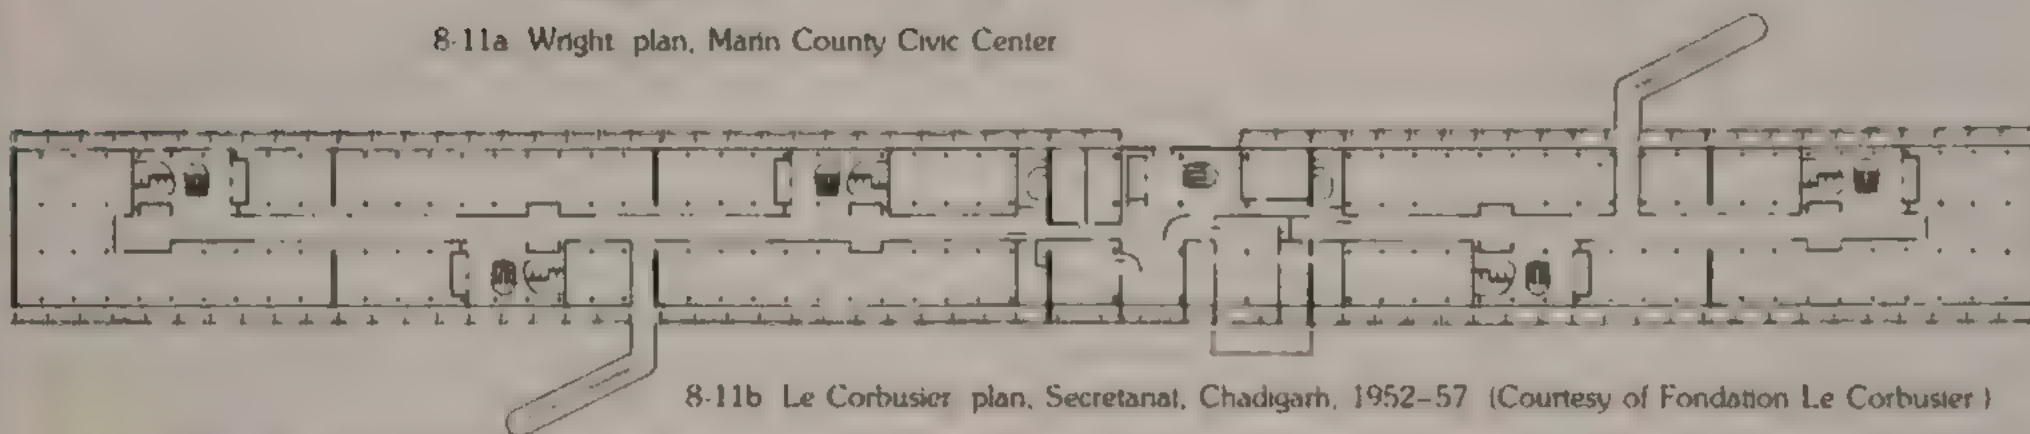 8-11a Wright plan, Marin County Civic Center
8-11b Le Corbusier plan, Secretariat, Chadigarh, 1952–57 (Courtesy of Fondation Le Corbusier)